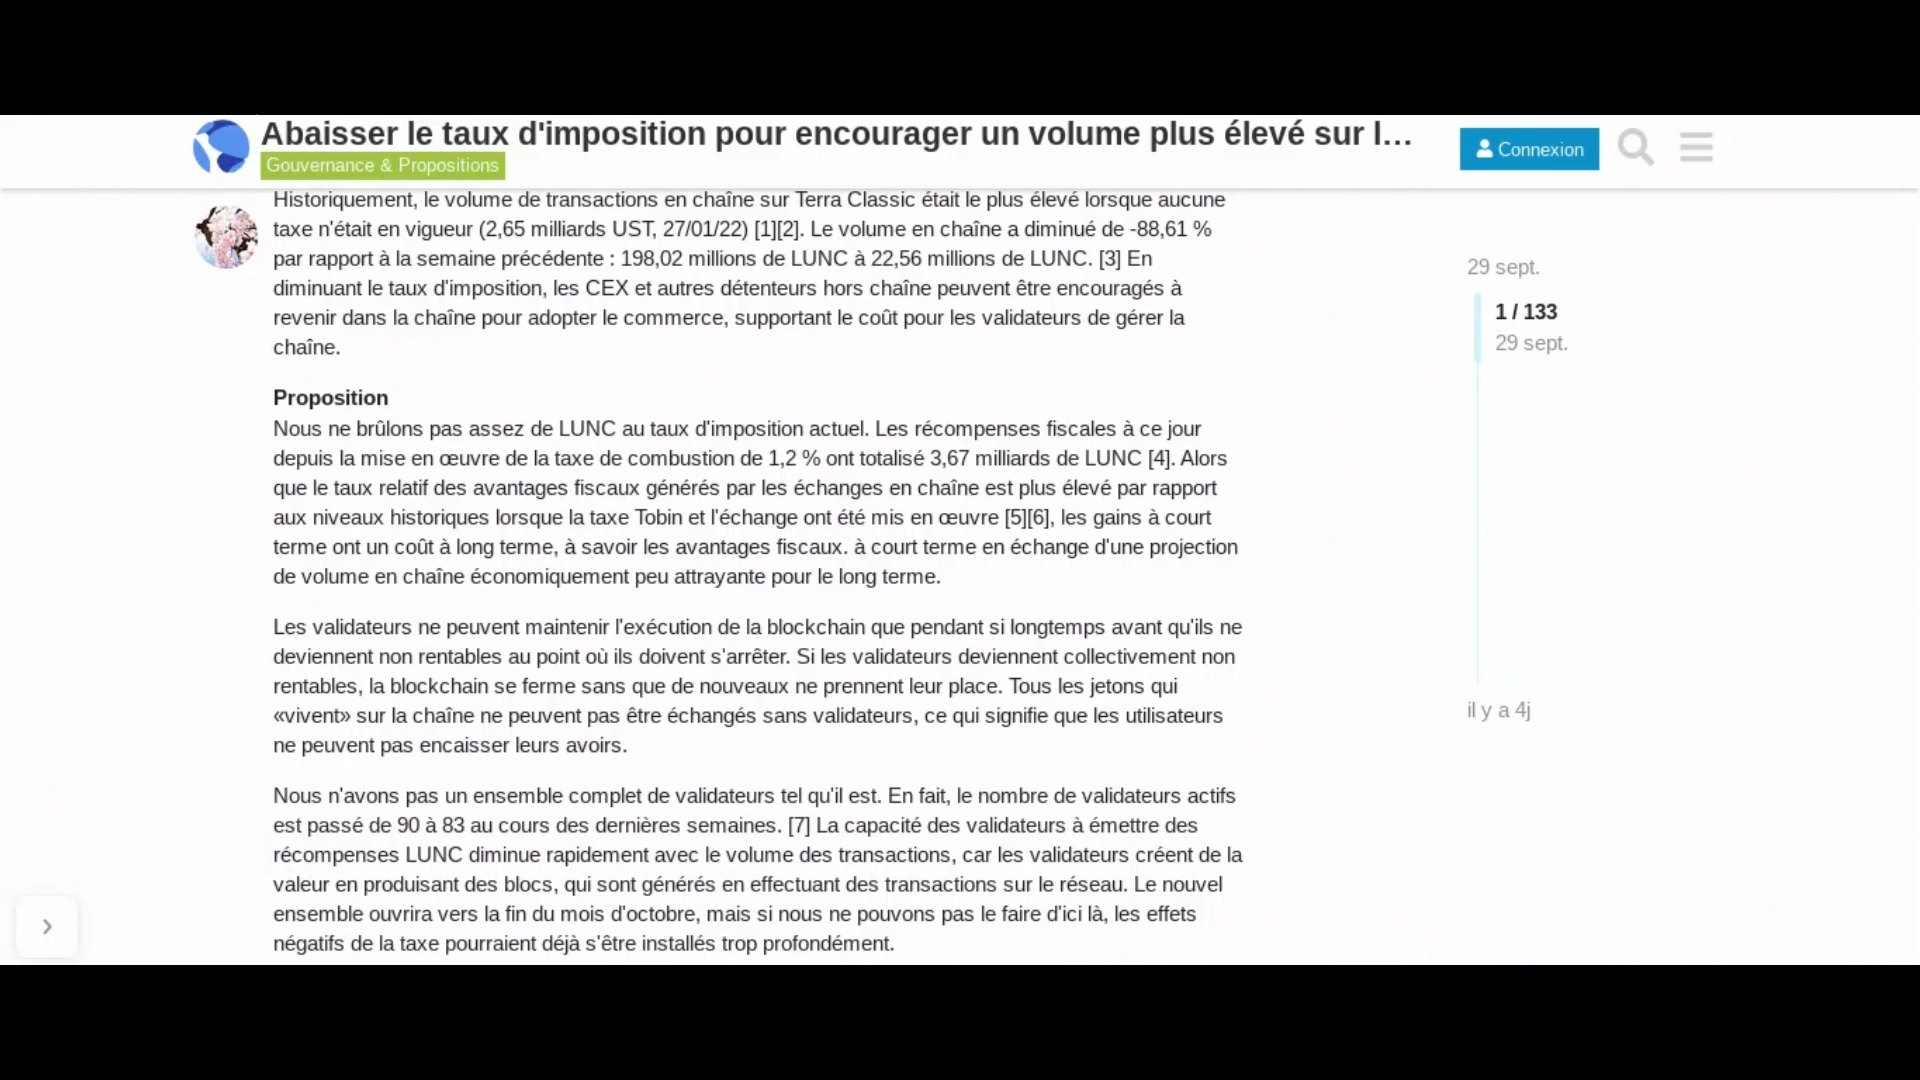 Abaisser le taux d'imposition pour encourager un volume plus élevé sur l…
Gouvernance & Propositions
Connexion
Historiquement, le volume de transactions en chaîne sur Terra Classic était le plus élevé lorsque aucune
taxe n'était en vigueur (2,65 milliards UST, 27/01/22) [1][2]. Le volume en chaîne a diminué de -88,61 %
par rapport à la semaine précédente : 198,02 millions de LUNC à 22,56 millions de LUNC. [3] En
diminuant le taux d'imposition, les CEX et autres détenteurs hors chaîne peuvent être encouragés à
revenir dans la chaîne pour adopter le commerce, supportant le coût pour les validateurs de gérer la
chaîne.
Proposition
Nous ne brûlons pas assez de LUNC au taux d'imposition actuel. Les récompenses fiscales à ce jour
depuis la mise en œuvre de la taxe de combustion de 1,2 % ont totalisé 3,67 milliards de LUNC [4]. Alors
que le taux relatif des avantages fiscaux générés par les échanges en chaîne est plus élevé par rapport
aux niveaux historiques lorsque la taxe Tobin et l'échange ont été mis en œuvre [5][6], les gains à court
terme ont un coût à long terme, à savoir les avantages fiscaux. à court terme en échange d'une projection
de volume en chaîne économiquement peu attrayante pour le long terme.
Les validateurs ne peuvent maintenir l'exécution de la blockchain que pendant si longtemps avant qu'ils ne
deviennent non rentables au point où ils doivent s'arrêter. Si les validateurs deviennent collectivement non
rentables, la blockchain se ferme sans que de nouveaux ne prennent leur place. Tous les jetons qui
«vivent» sur la chaîne ne peuvent pas être échangés sans validateurs, ce qui signifie que les utilisateurs
ne peuvent pas encaisser leurs avoirs.
Nous n'avons pas un ensemble complet de validateurs tel qu'il est. En fait, le nombre de validateurs actifs
est passé de 90 à 83 au cours des dernières semaines. [7] La capacité des validateurs à émettre des
récompenses LUNC diminue rapidement avec le volume des transactions, car les validateurs créent de la
valeur en produisant des blocs, qui sont générés en effectuant des transactions sur le réseau. Le nouvel
ensemble ouvrira vers la fin du mois d'octobre, mais si nous ne pouvons pas le faire d'ici là, les effets
négatifs de la taxe pourraient déjà s'être installés trop profondément.
29 sept.
1 / 133
29 sept.
il y a 4j